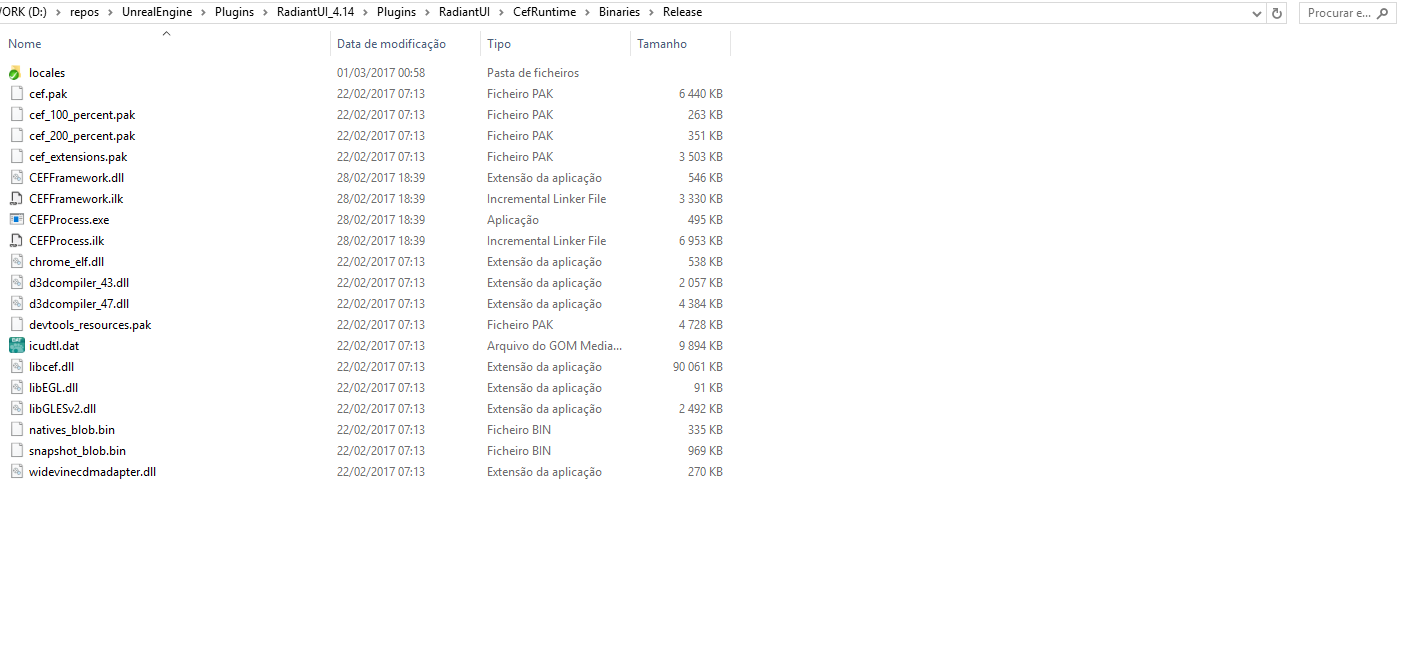 WORK (D:) > repos > UnrealEngine > Plugins > RadiantUI_4.14 > Plugins > RadiantUI > CefRuntime > Binaries > Release Procurar e...
Nome Data de modificação Tipo Tamanho
locales 01/03/2017 00:58 Pasta de ficheiros
cef.pak 22/02/2017 07:13 Ficheiro PAK 6 440 KB
cef_100_percent.pak 22/02/2017 07:13 Ficheiro PAK 263 KB
cef_200_percent.pak 22/02/2017 07:13 Ficheiro PAK 351 KB
cef_extensions.pak 22/02/2017 07:13 Ficheiro PAK 3 503 KB
CEFFramework.dll 28/02/2017 18:39 Extensão da aplicação 546 KB
CEFFramework.ilk 28/02/2017 18:39 Incremental Linker File 3 330 KB
CEFProcess.exe 28/02/2017 18:39 Aplicação 495 KB
CEFProcess.ilk 28/02/2017 18:39 Incremental Linker File 6 953 KB
chrome_elf.dll 22/02/2017 07:13 Extensão da aplicação 538 KB
d3dcompiler_43.dll 22/02/2017 07:13 Extensão da aplicação 2 057 KB
d3dcompiler_47.dll 22/02/2017 07:13 Extensão da aplicação 4 384 KB
devtools_resources.pak 22/02/2017 07:13 Ficheiro PAK 4 728 KB
icudtl.dat 22/02/2017 07:13 Arquivo do GOM Media... 9 894 KB
libcef.dll 22/02/2017 07:13 Extensão da aplicação 90 061 KB
libEGL.dll 22/02/2017 07:13 Extensão da aplicação 91 KB
libGLESv2.dll 22/02/2017 07:13 Extensão da aplicação 2 492 KB
natives_blob.bin 22/02/2017 07:13 Ficheiro BIN 335 KB
snapshot_blob.bin 22/02/2017 07:13 Ficheiro BIN 969 KB
widevinecdmadapter.dll 22/02/2017 07:13 Extensão da aplicação 270 KB